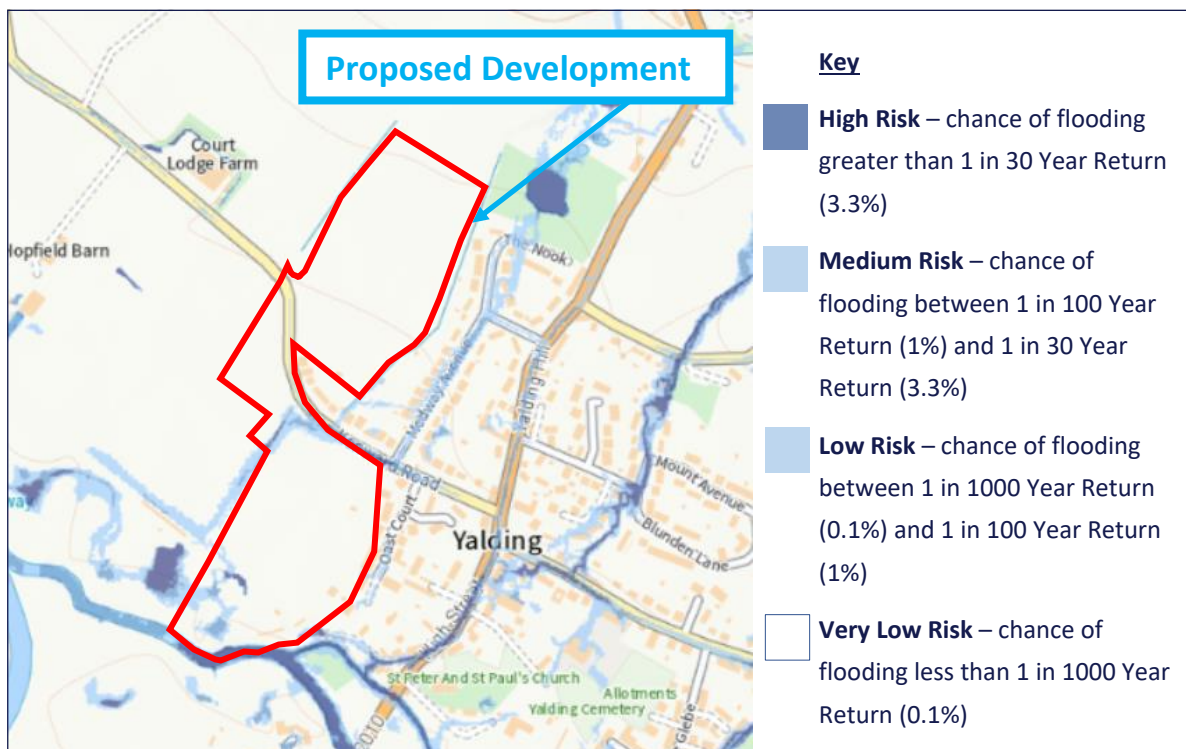 Proposed Development
Court
Lodge Farm
Hopfield Barn
The Nook
Medway Avenue
Yalding Hill
Kenward Road
Mount Avenue
Blunden Lane
Oast Court
Yalding
High Street
St Peter And St Paul's Church
Yalding Cemetery
Allotments
Glebe
B2010
Key
High Risk – chance of flooding
greater than 1 in 30 Year Return
(3.3%)
Medium Risk – chance of
flooding between 1 in 100 Year
Return (1%) and 1 in 30 Year
Return (3.3%)
Low Risk – chance of flooding
between 1 in 1000 Year Return
(0.1%) and 1 in 100 Year Return
(1%)
Very Low Risk – chance of
flooding less than 1 in 1000 Year
Return (0.1%)